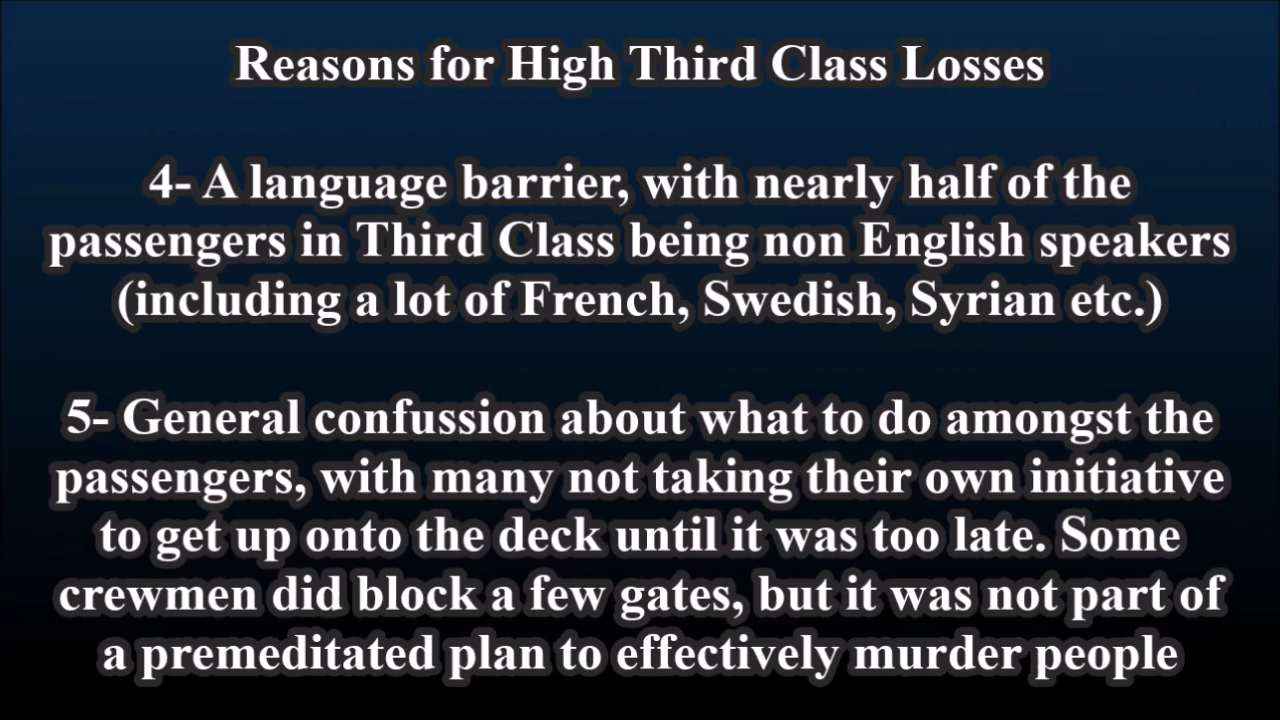 Reasons for High Third Class Losses
4- A language barrier, with nearly half of the
passengers in Third Class being non English speakers
(including a lot of French, Swedish, Syrian etc.)
5- General confussion about what to do amongst the
passengers, with many not taking their own initiative
to get up onto the deck until it was too late. Some
crewmen did block a few gates, but it was not part of
a premeditated plan to effectively murder people